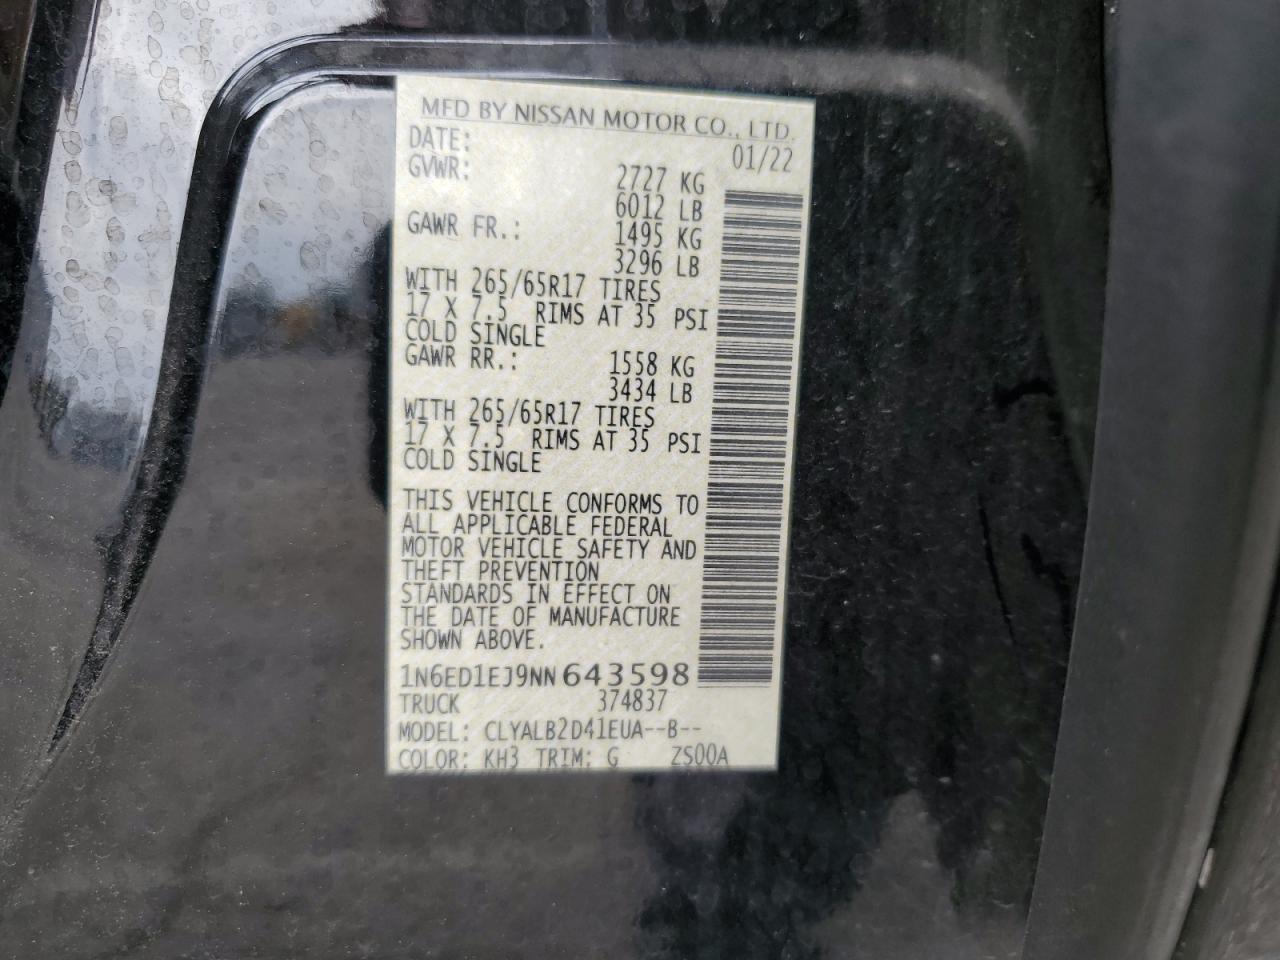 MFD BY NISSAN MOTOR CO., LTD.
DATE: 01/22
GVWR: 2727 KG
6012 LB
GAWR FR.: 1495 KG
3296 LB
WITH 265/65R17 TIRES
17 X 7.5 RIMS AT 35 PSI
COLD SINGLE
GAWR RR.: 1558 KG
3434 LB
WITH 265/65R17 TIRES
17 X 7.5 RIMS AT 35 PSI
COLD SINGLE
THIS VEHICLE CONFORMS TO
ALL APPLICABLE FEDERAL
MOTOR VEHICLE SAFETY AND
THEFT PREVENTION
STANDARDS IN EFFECT ON
THE DATE OF MANUFACTURE
SHOWN ABOVE.
1N6ED1EJ9NN643598
TRUCK 374837
MODEL: CLYALB2D41EUA--B--
COLOR: KH3 TRIM: G ZS00A